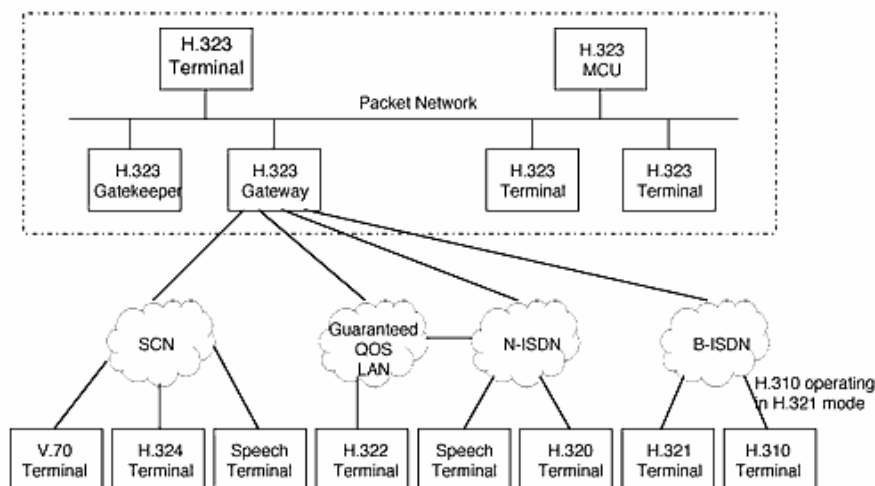 H.323
Terminal
H.323
MCU
Packet Network
H.323
Gatekeeper
H.323
Gateway
H.323
Terminal
H.323
Terminal
SCN
Guaranteed
QOS
LAN
N-ISDN
B-ISDN
H.310 operating
in H.321 mode
V.70
Terminal
H.324
Terminal
Speech
Terminal
H.322
Terminal
Speech
Terminal
H.320
Terminal
H.321
Terminal
H.310
Terminal